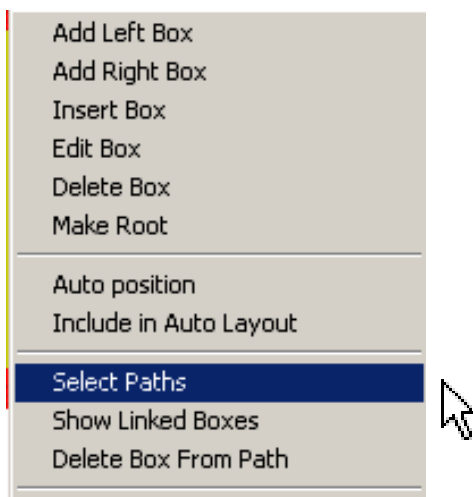 Add Left Box
Add Right Box
Insert Box
Edit Box
Delete Box
Make Root
Auto position
Include in Auto Layout
Select Paths
Show Linked Boxes
Delete Box From Path